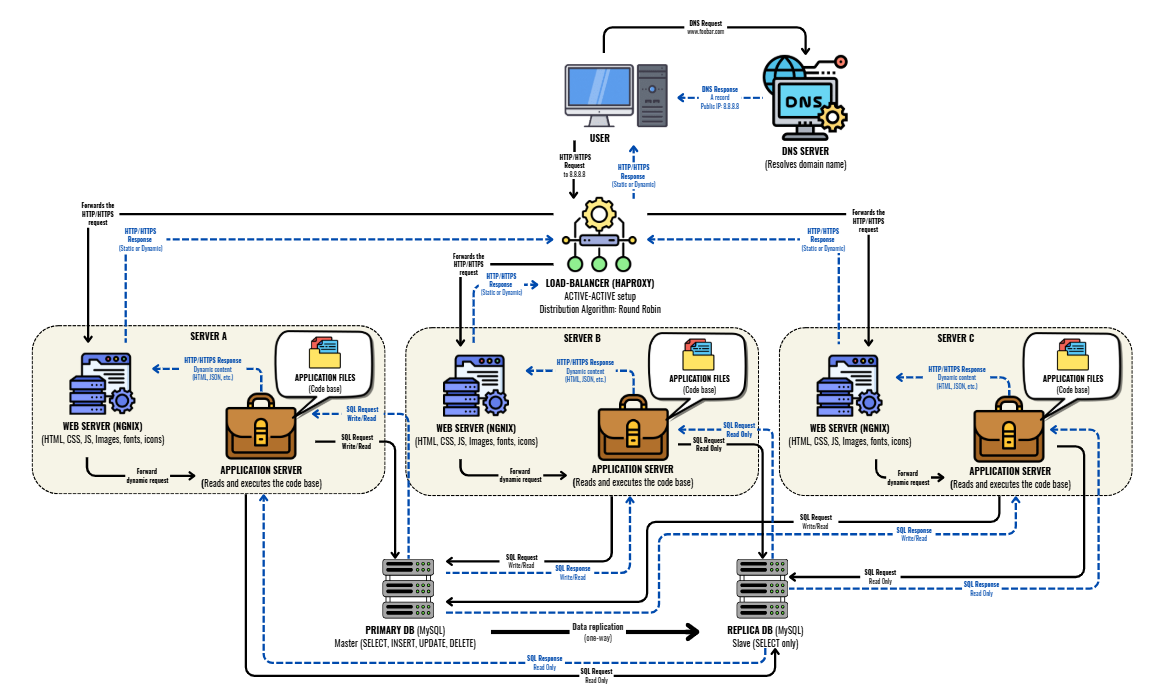 DNS Request
www.foobar.com
DNS Response
A record
Public IP: 8.8.8.8
DNS
USER
DNS SERVER
(Resolves domain name)
HTTP/HTTPS
Request
to 8.8.8.8
HTTP/HTTPS
Response
(Static or Dynamic)
Forwards the
HTTP/HTTPS
request
HTTP/HTTPS
Response
(Static or Dynamic)
Forwards the
HTTP/HTTPS
request
HTTP/HTTPS
Response
(Static or Dynamic)
Forwards the
HTTP/HTTPS
request
HTTP/HTTPS
Response
(Static or Dynamic)
LOAD-BALANCER (HAPROXY)
ACTIVE-ACTIVE setup
Distribution Algorithm: Round Robin
SERVER A
HTTP/HTTPS Response
Dynamic content
(HTML, JSON, etc.)
APPLICATION FILES
(Code base)
WEB SERVER (NGNIX)
(HTML, CSS, JS, Images, fonts, icons)
SQL Request
Write/Read
SQL Request
Write/Read
Forward
dynamic request
APPLICATION SERVER
(Reads and executes the code base)
SERVER B
HTTP/HTTPS Response
Dynamic content
(HTML, JSON, etc.)
APPLICATION FILES
(Code base)
WEB SERVER (NGNIX)
(HTML, CSS, JS, Images, fonts, icons)
SQL Request
Read Only
SQL Request
Read Only
Forward
dynamic request
APPLICATION SERVER
(Reads and executes the code base)
SERVER C
HTTP/HTTPS Response
Dynamic content
(HTML, JSON, etc.)
APPLICATION FILES
(Code base)
WEB SERVER (NGNIX)
(HTML, CSS, JS, Images, fonts, icons)
Forward
dynamic request
APPLICATION SERVER
(Reads and executes the code base)
SQL Request
Write/Read
SQL Response
Write/Read
SQL Request
Write/Read
SQL Response
Write/Read
SQL Request
Read Only
SQL Response
Read Only
PRIMARY DB (MySQL)
Master (SELECT, INSERT, UPDATE, DELETE)
Data replication
(one-way)
REPLICA DB (MySQL)
Slave (SELECT only)
SQL Response
Read Only
SQL Request
Read Only